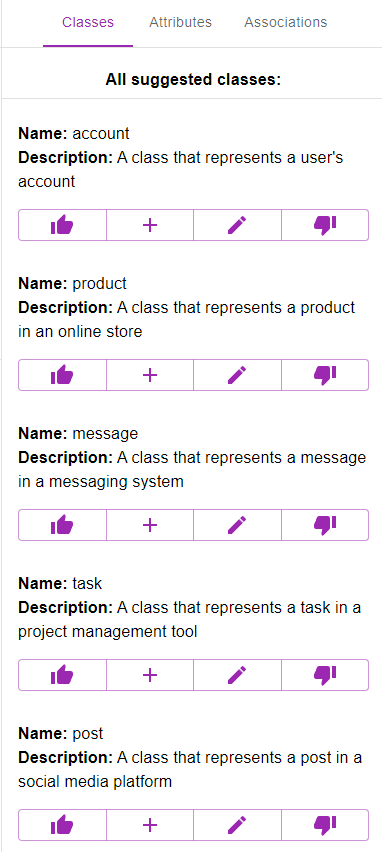 Classes Attributes Associations
All suggested classes:
Name: account
Description: A class that represents a user's
account
Name: product
Description: A class that represents a product
in an online store
Name: message
Description: A class that represents a message
in a messaging system
Name: task
Description: A class that represents a task in a
project management tool
Name: post
Description: A class that represents a post in a
social media platform